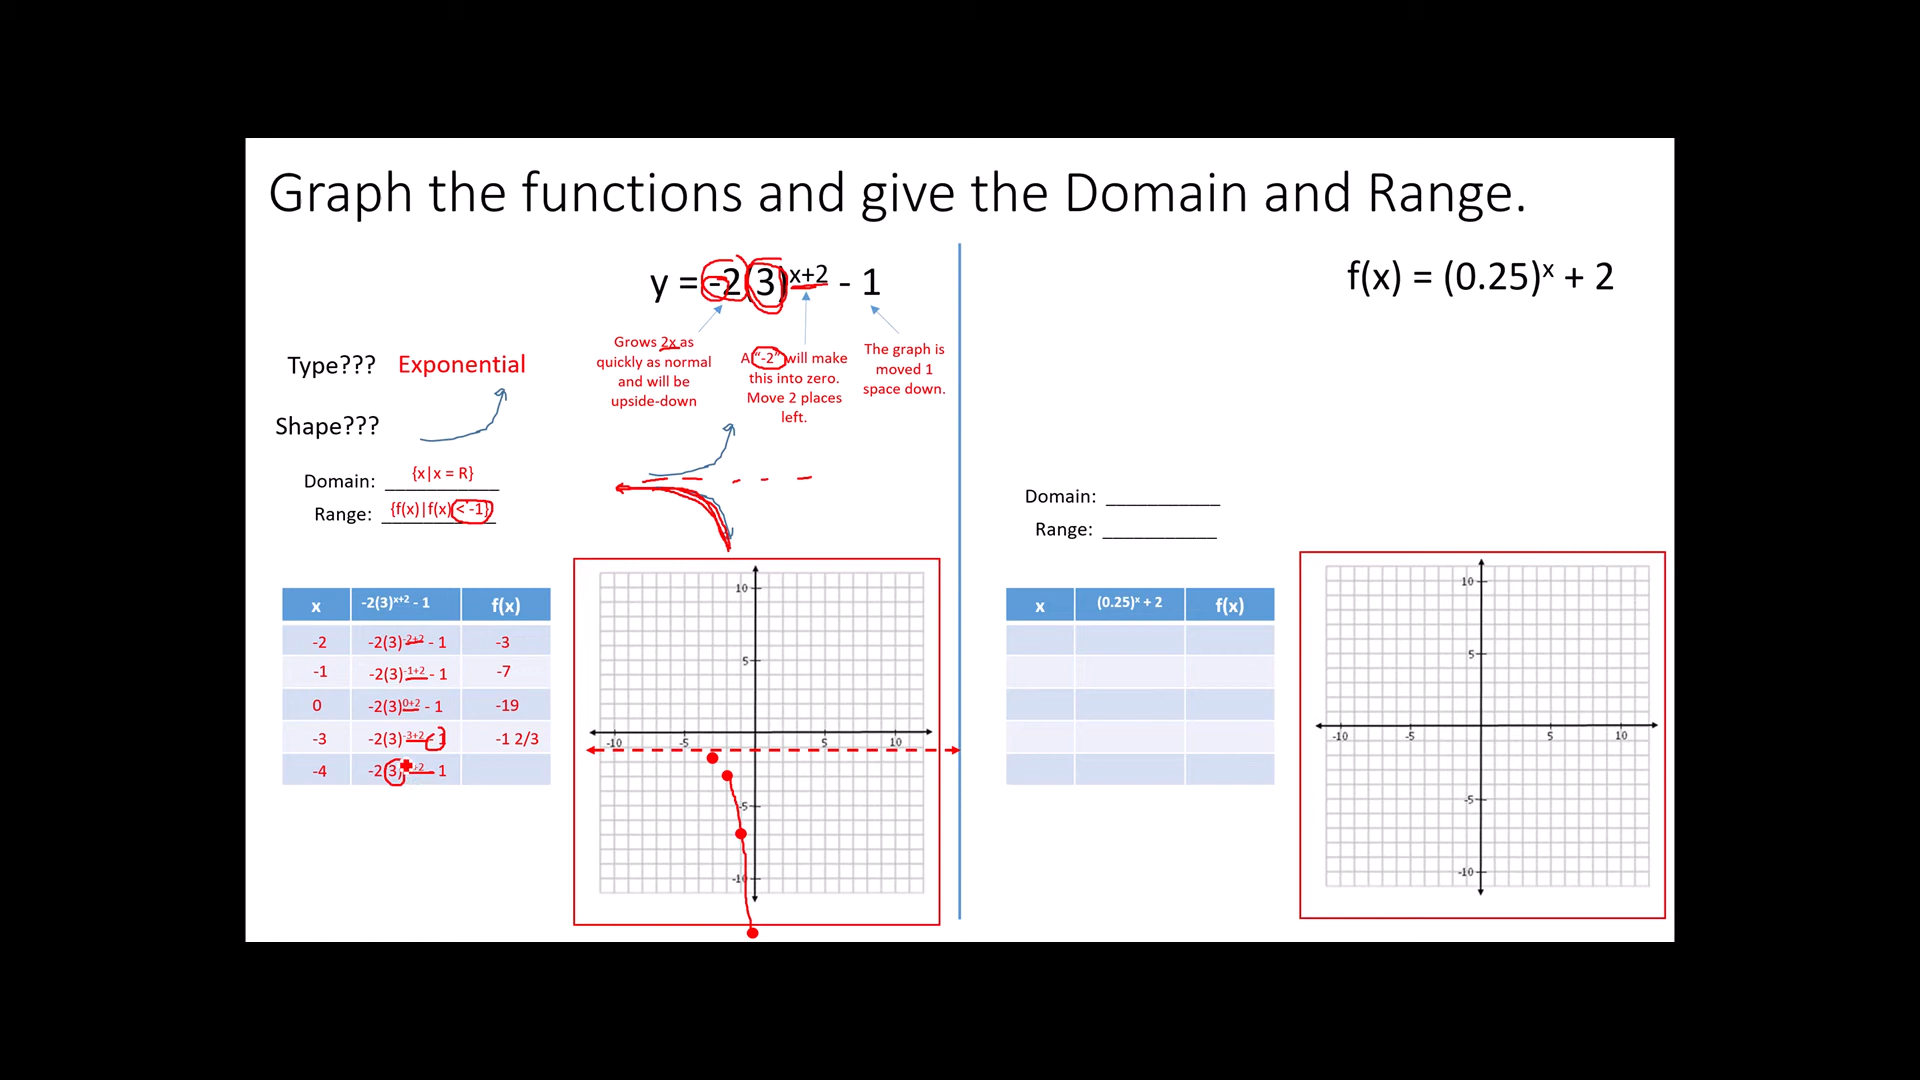 Graph the functions and give the Domain and Range.
y = -2(3)ˣ⁺² - 1
Grows 2x as
quickly as normal
and will be
upside-down
A "-2" will make
this into zero.
Move 2 places
left.
The graph is
moved 1
space down.
Type??? Exponential
Shape???
Domain: {x|x = R}
Range: {f(x)|f(x) < -1}
x -2(3)ˣ⁺² - 1 f(x)
-2 -2(3)⁻²⁺² - 1 -3
-1 -2(3)⁻¹⁺² - 1 -7
0 -2(3)⁰⁺² - 1 -19
-3 -2(3)⁻³⁺² - 1 -1 2/3
-4 -2(3) +2 - 1
10
5
-10 -5 5 10
-5
-10
f(x) = (0.25)ˣ + 2
Domain: ___________
Range: ___________
x (0.25)ˣ + 2 f(x)
10
5
-10 -5 5 10
-5
-10